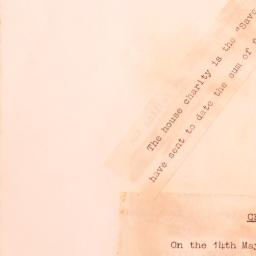 The house charity is the "Save
have sent to date the sum of
On the 14th May